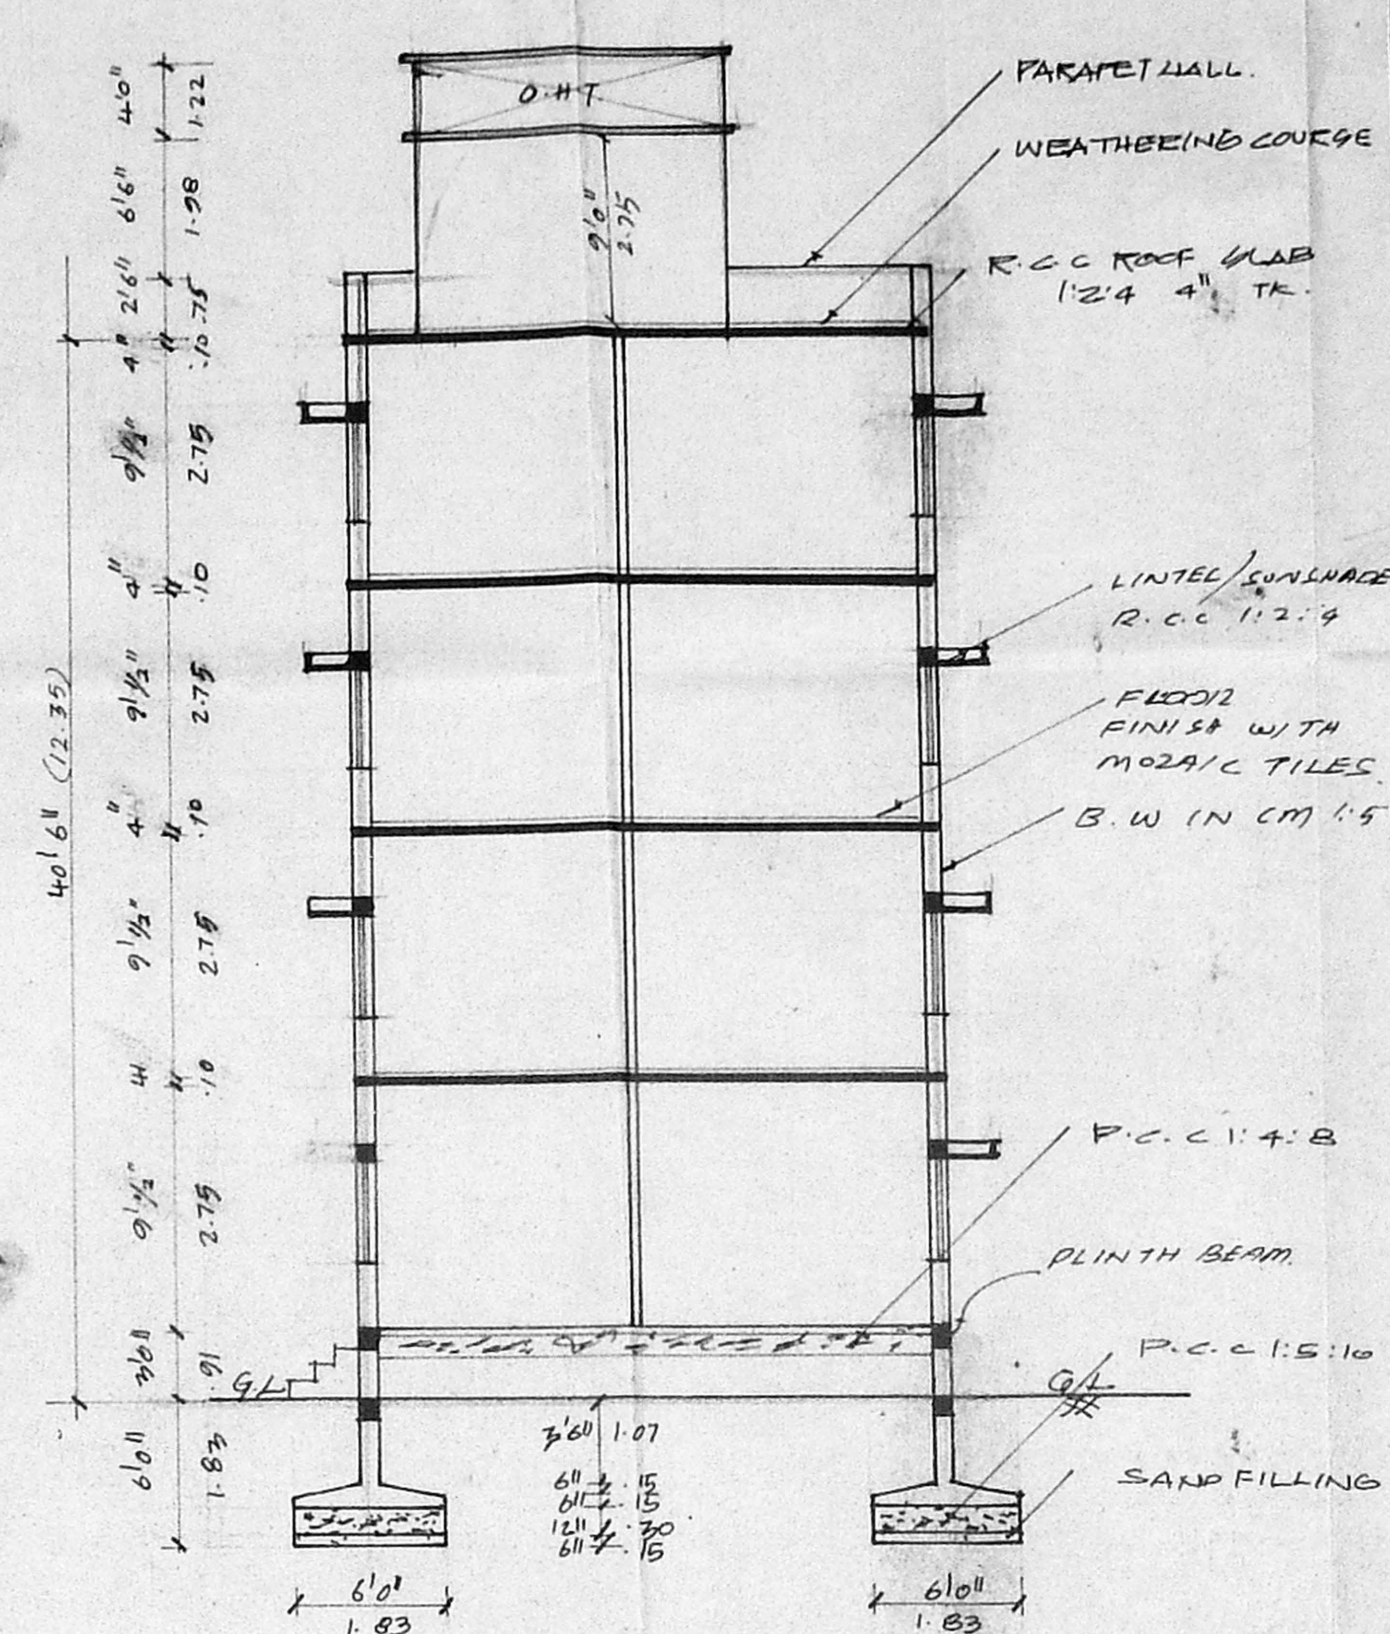 4'0" 1.22
O.H.T.
PARAPET WALL.
WEATHERING COURSE
6'6" 1.98
9'0" 2.75
R.C.C ROOF SLAB
1:2:4 4" TK.
2'6" .75
4" .10
9'1/2" 2.75
4" .10
LINTEL/SUNSHADE
R.C.C 1:2:4
9'1/2" 2.75
FLOOR
FINISH WITH
MOZAIC TILES
40'6" (12.35)
4" .10
B.W IN CM 1:5
9'1/2" 2.75
4" .10
P.C.C 1:4:8
9'1/2" 2.75
PLINTH BEAM.
3'0" .91
P.C.C 1:5:10
G.L
G/L
6'0" 1.83
3'6" 1.07
6" .15
6" .15
12" .30
6" .15
SAND FILLING
6'0"
1.83
6'0"
1.83